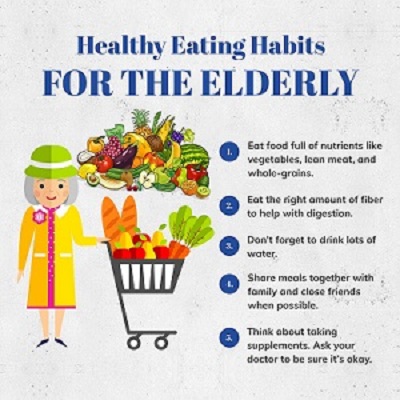 Healthy Eating Habits
FOR THE ELDERLY
1. Eat food full of nutrients like
vegetables, lean meat, and
whole-grains.
2. Eat the right amount of fiber
to help with digestion.
3. Don't forget to drink lots of
water.
4. Share meals together with
family and close friends
when possible.
5. Think about taking
supplements. Ask your
doctor to be sure it's okay.